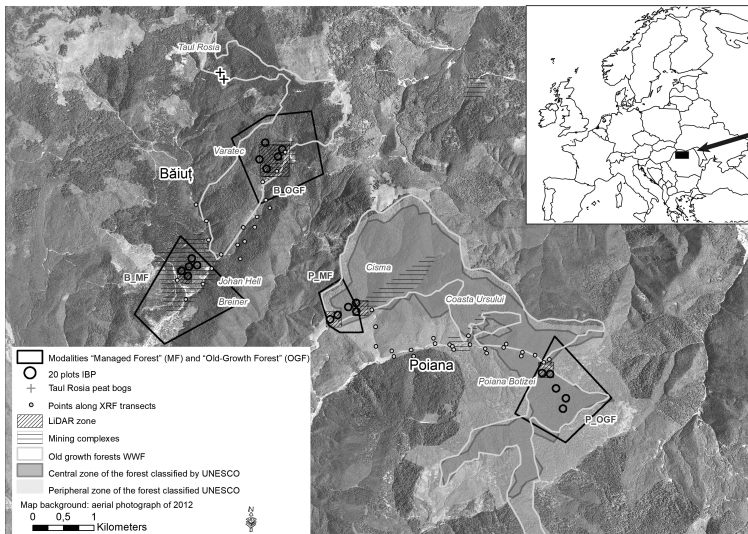 Taul Rosia
Varatec
Băiuț
B_OGF
B_MF
Johan Hell
Breiner
P_MF
Cisma
Coasta Ursului
Poiana
Poiana Botizei
P_OGF
Modalities "Managed Forest" (MF) and "Old-Growth Forest" (OGF)
20 plots IBP
Taul Rosia peat bogs
Points along XRF transects
LiDAR zone
Mining complexes
Old growth forests WWF
Central zone of the forest classified by UNESCO
Peripheral zone of the forest classified UNESCO
Map background: aerial photograph of 2012
0 0,5 1
Kilometers
N